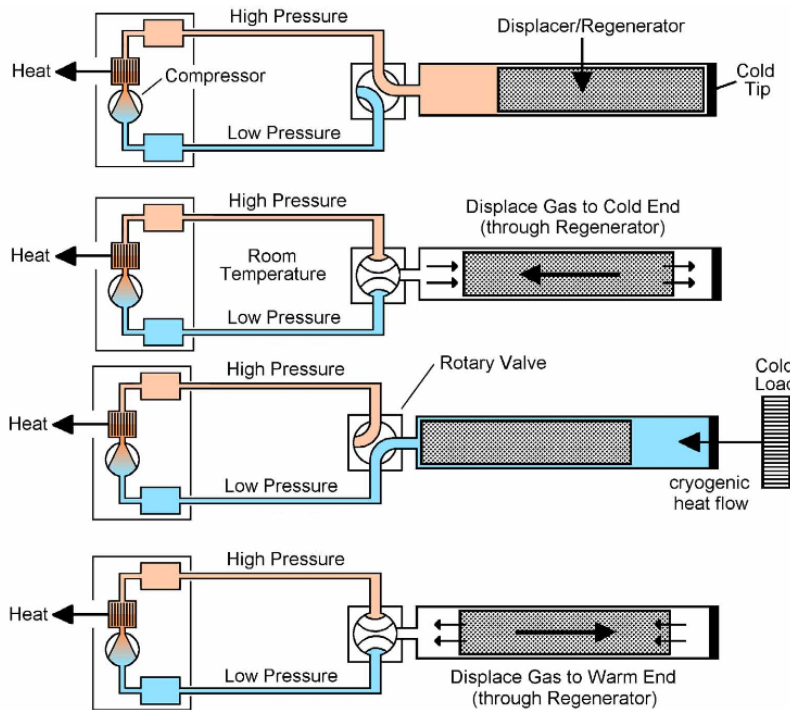 High Pressure
Displacer/Regenerator
Heat
Compressor
Cold
Tip
Low Pressure
High Pressure
Displace Gas to Cold End
(through Regenerator)
Heat
Room
Temperature
Low Pressure
High Pressure
Rotary Valve
Cold
Load
Heat
Low Pressure
cryogenic
heat flow
High Pressure
Heat
Low Pressure
Displace Gas to Warm End
(through Regenerator)